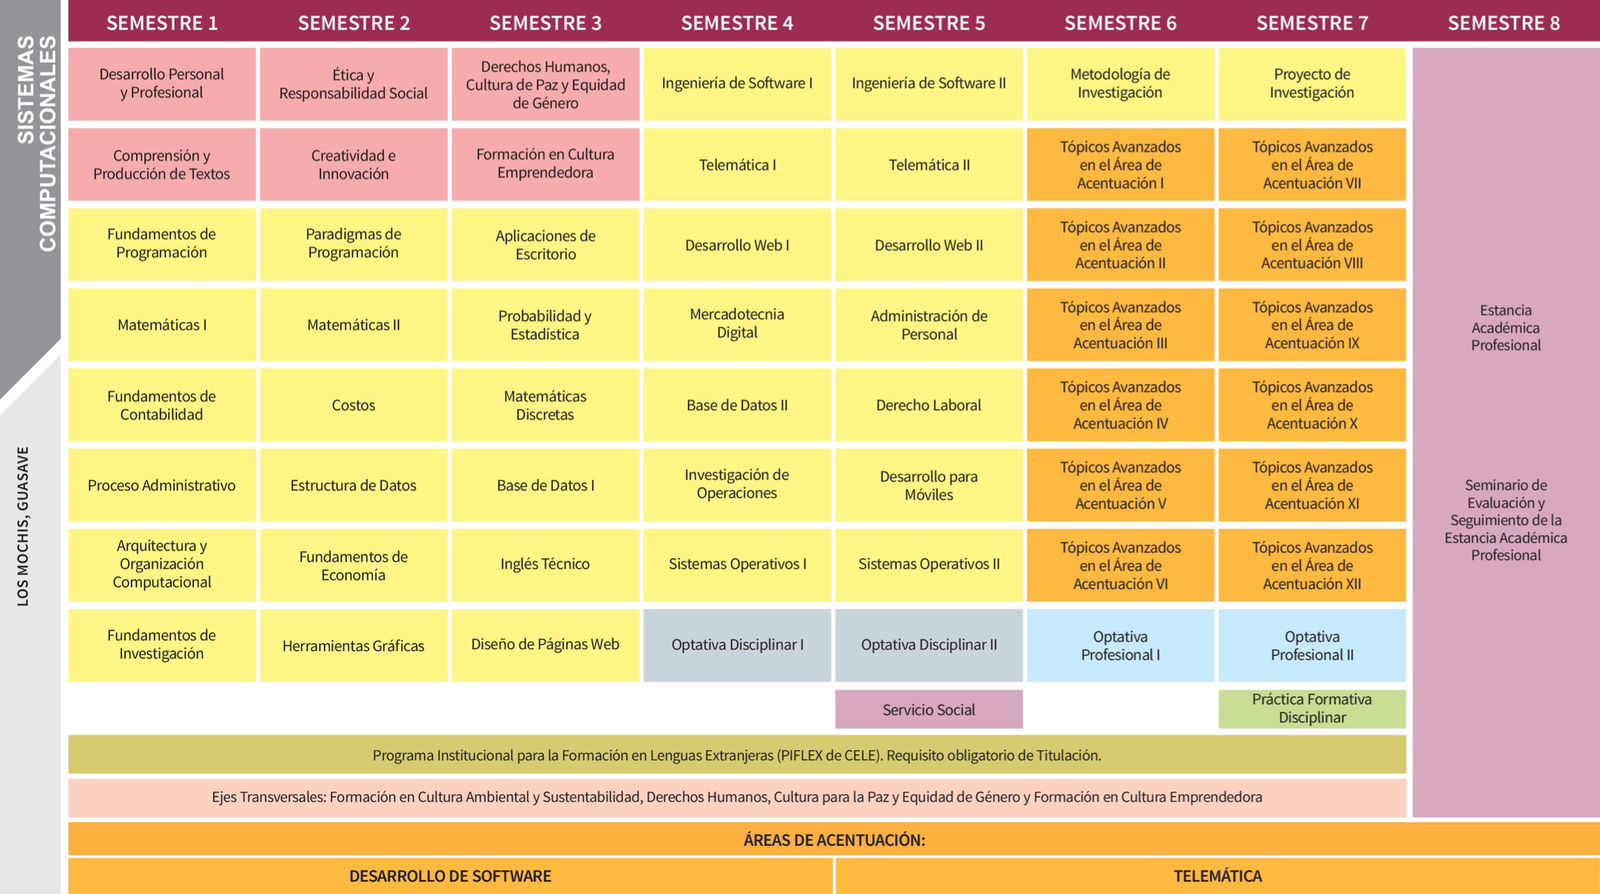 SISTEMAS
COMPUTACIONALES
LOS MOCHIS, GUASAVE
SEMESTRE 1
SEMESTRE 2
SEMESTRE 3
SEMESTRE 4
SEMESTRE 5
SEMESTRE 6
SEMESTRE 7
SEMESTRE 8
Desarrollo Personal
y Profesional
Ética y
Responsabilidad Social
Derechos Humanos,
Cultura de Paz y Equidad
de Género
Ingeniería de Software I
Ingeniería de Software II
Metodología de
Investigación
Proyecto de
Investigación
Comprensión y
Producción de Textos
Creatividad e
Innovación
Formación en Cultura
Emprendedora
Telemática I
Telemática II
Tópicos Avanzados
en el Área de
Acentuación I
Tópicos Avanzados
en el Área de
Acentuación VII
Fundamentos de
Programación
Paradigmas de
Programación
Aplicaciones de
Escritorio
Desarrollo Web I
Desarrollo Web II
Tópicos Avanzados
en el Área de
Acentuación II
Tópicos Avanzados
en el Área de
Acentuación VIII
Matemáticas I
Matemáticas II
Probabilidad y
Estadística
Mercadotecnia
Digital
Administración de
Personal
Tópicos Avanzados
en el Área de
Acentuación III
Tópicos Avanzados
en el Área de
Acentuación IX
Estancia
Académica
Profesional
Fundamentos de
Contabilidad
Costos
Matemáticas
Discretas
Base de Datos II
Derecho Laboral
Tópicos Avanzados
en el Área de
Acentuación IV
Tópicos Avanzados
en el Área de
Acentuación X
Proceso Administrativo
Estructura de Datos
Base de Datos I
Investigación de
Operaciones
Desarrollo para
Móviles
Tópicos Avanzados
en el Área de
Acentuación V
Tópicos Avanzados
en el Área de
Acentuación XI
Seminario de
Evaluación y
Seguimiento de la
Estancia Académica
Profesional
Arquitectura y
Organización
Computacional
Fundamentos de
Economía
Inglés Técnico
Sistemas Operativos I
Sistemas Operativos II
Tópicos Avanzados
en el Área de
Acentuación VI
Tópicos Avanzados
en el Área de
Acentuación XII
Fundamentos de
Investigación
Herramientas Gráficas
Diseño de Páginas Web
Optativa Disciplinar I
Optativa Disciplinar II
Optativa
Profesional I
Optativa
Profesional II
Servicio Social
Práctica Formativa
Disciplinar
Programa Institucional para la Formación en Lenguas Extranjeras (PIFLEX de CELE). Requisito obligatorio de Titulación.
Ejes Transversales: Formación en Cultura Ambiental y Sustentabilidad, Derechos Humanos, Cultura para la Paz y Equidad de Género y Formación en Cultura Emprendedora
ÁREAS DE ACENTUACIÓN:
DESARROLLO DE SOFTWARE
TELEMÁTICA